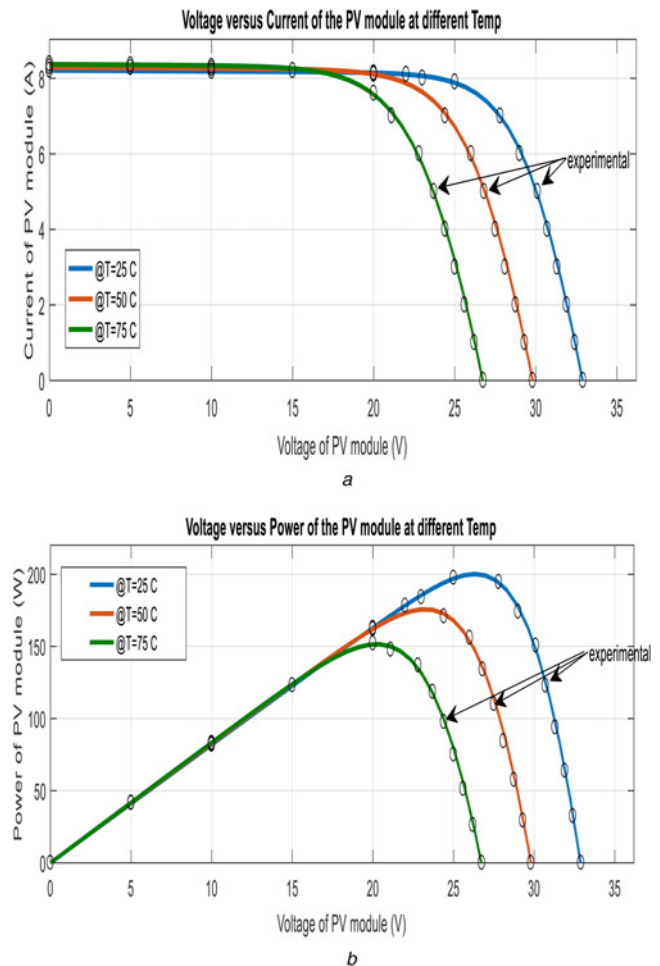 Voltage versus Current of the PV module at different Temp
Current of PV module (A)
8
6
4
2
0
experimental
@T=25 C
@T=50 C
@T=75 C
0 5 10 15 20 25 30 35
Voltage of PV module (V)
a
Voltage versus Power of the PV module at different Temp
Power of PV module (W)
200
150
100
50
0
@T=25 C
@T=50 C
@T=75 C
experimental
0 5 10 15 20 25 30 35
Voltage of PV module (V)
b